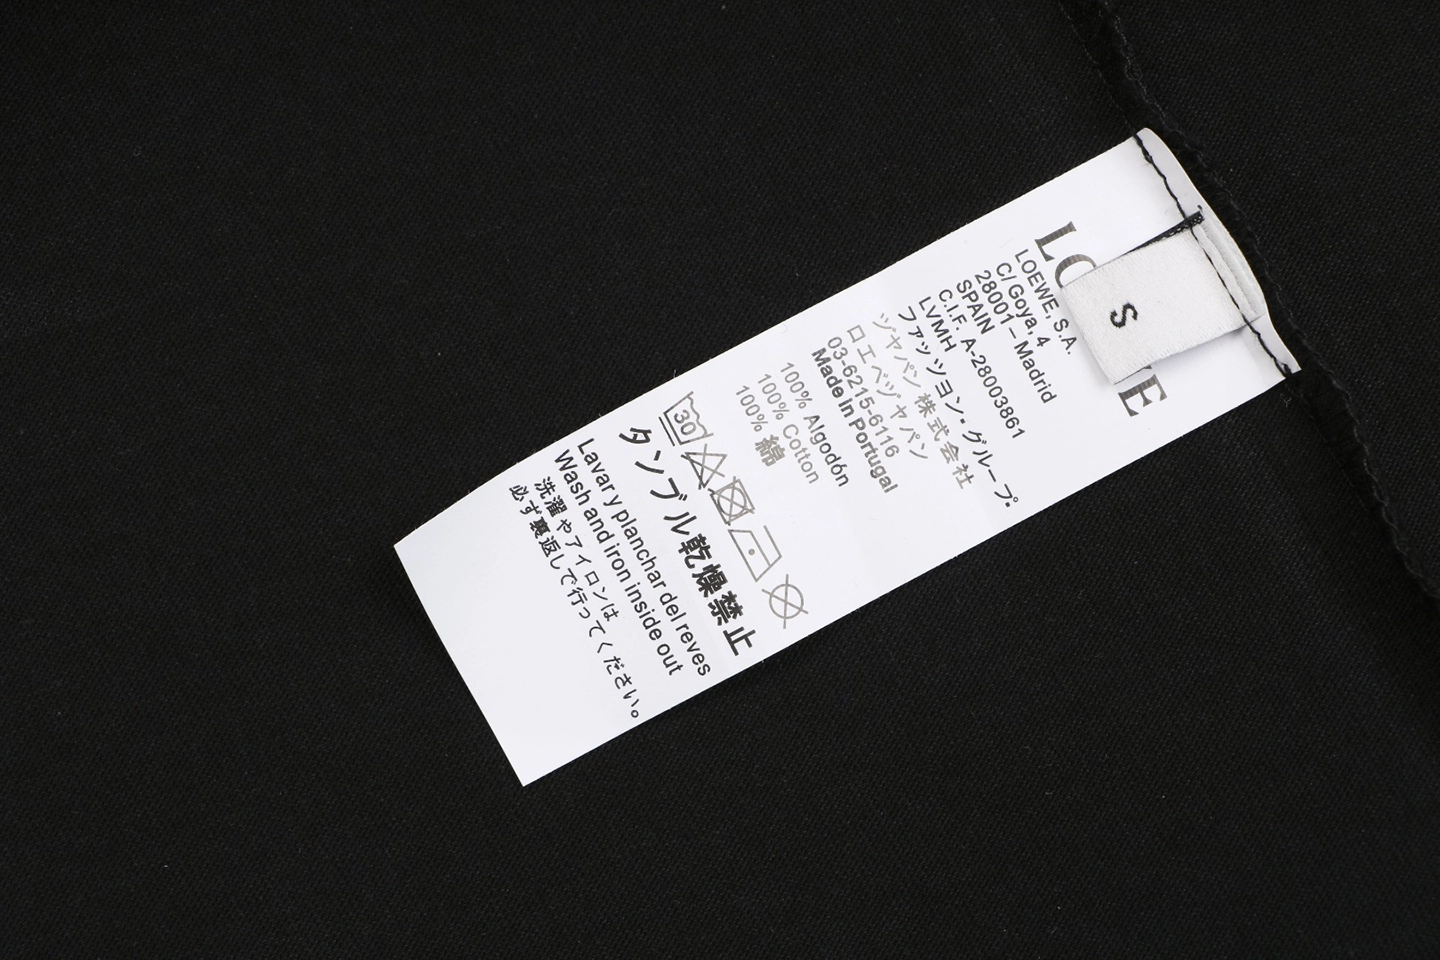 S
LOEWE, S.A.
C/ Goya, 4
28001 – Madrid
SPAIN
C.I.F. A-28003861
LVMH
ファッツヨン・グループ
ジャパン株式会社
ロエベジャパン
03-6215-6116
Made in Portugal
100% Algodón
100% Cotton
100% 綿
30
タンブル乾燥禁止
Lavar y planchar del reves
Wash and iron inside out
洗濯やアイロンは
必ず裏返しで行ってください。